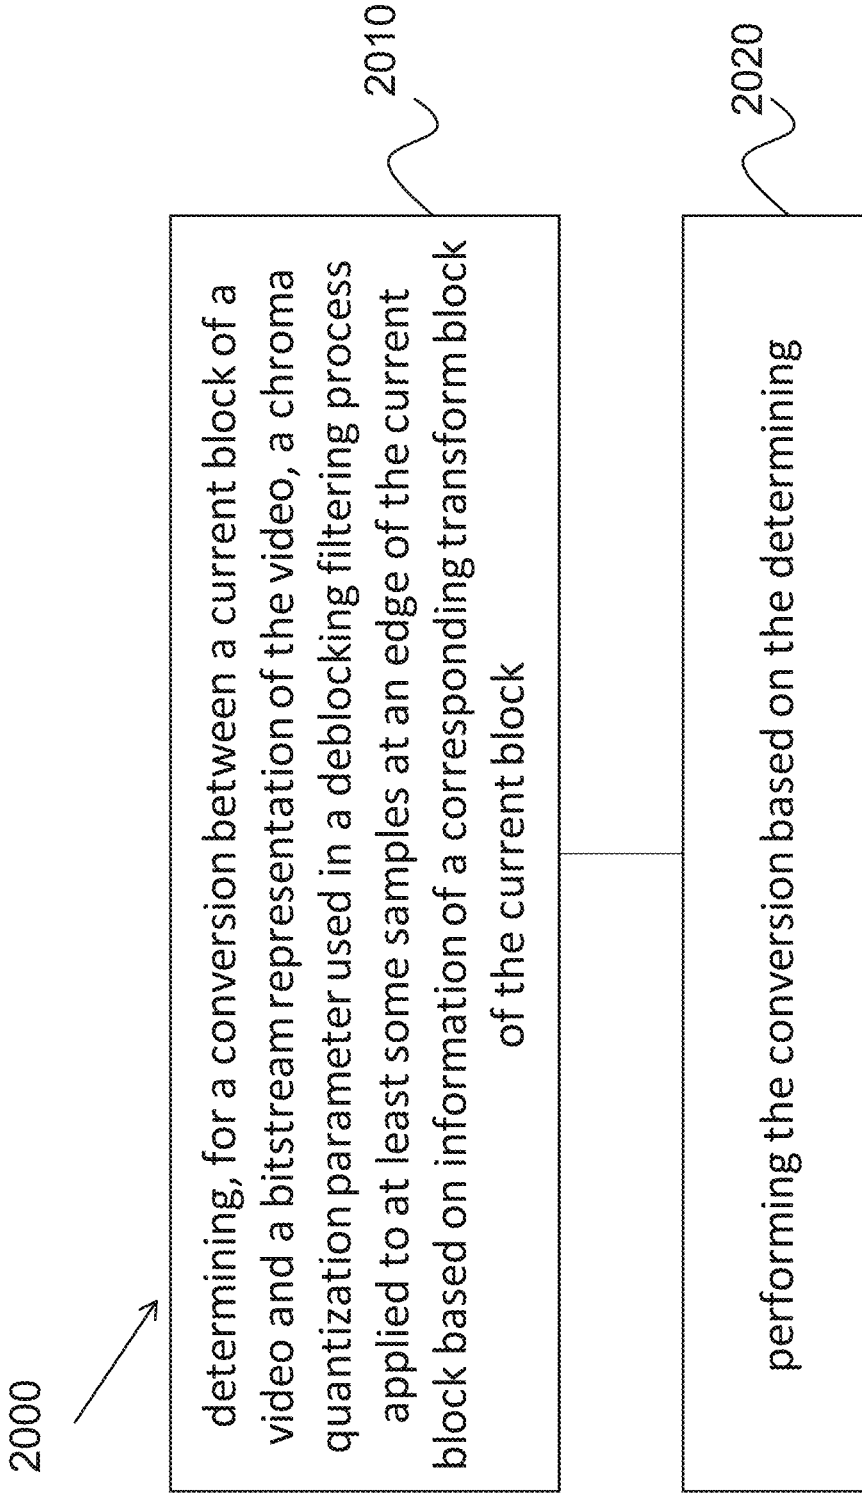 2000
determining, for a conversion between a current block of a
video and a bitstream representation of the video, a chroma
quantization parameter used in a deblocking filtering process
applied to at least some samples at an edge of the current
block based on information of a corresponding transform block
of the current block
2010
performing the conversion based on the determining
2020